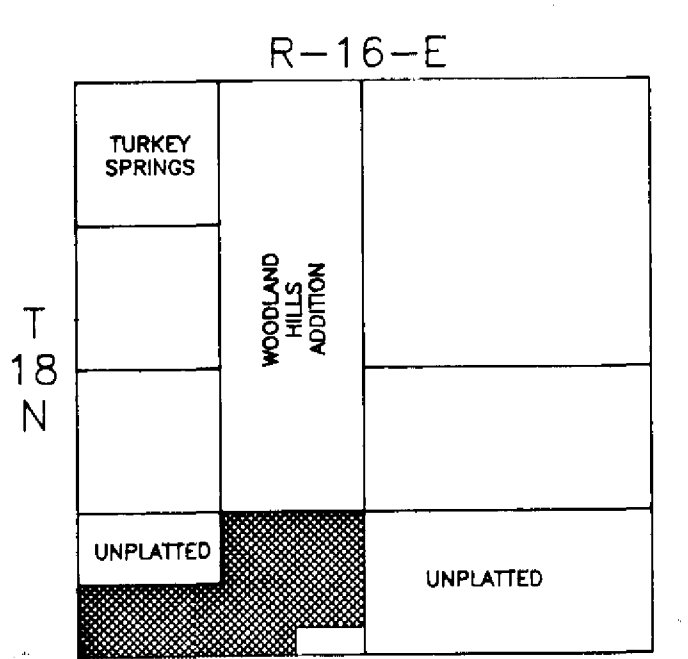 R-16-E
TURKEY
SPRINGS
WOODLAND
HILLS
ADDITION
T
18
N
UNPLATTED
UNPLATTED